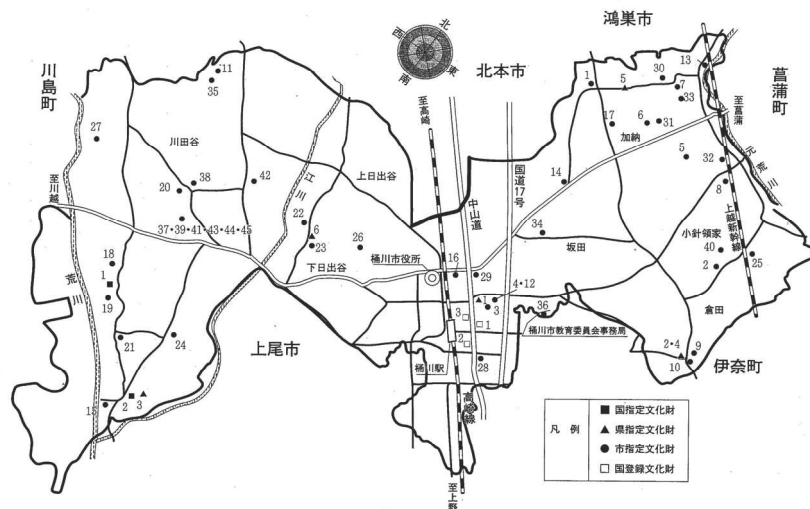 鴻巣市
川島町
北本市
菖蒲町
上尾市
伊奈町
北
東
南
西
至高崎
至菖蒲
至川越
至上野
中山道
国道17号
高崎線
上越新幹線
元荒川
荒川
江川
川田谷
上日出谷
下日出谷
加納
坂田
小針領家
倉田
桶川市役所
桶川市教育委員会事務局
桶川駅
11
35
27
38
20
42
37・39・41・43・44・45
22
6
23
26
18
1
19
21
24
15
2
3
16
29
4・12
1
3
3
1
2
28
36
34
14
1
5
30
13
7
33
17
6
31
5
32
8
40
2
25
2・4
9
10
凡例
■ 国指定文化財
▲ 県指定文化財
● 市指定文化財
□ 国登録文化財